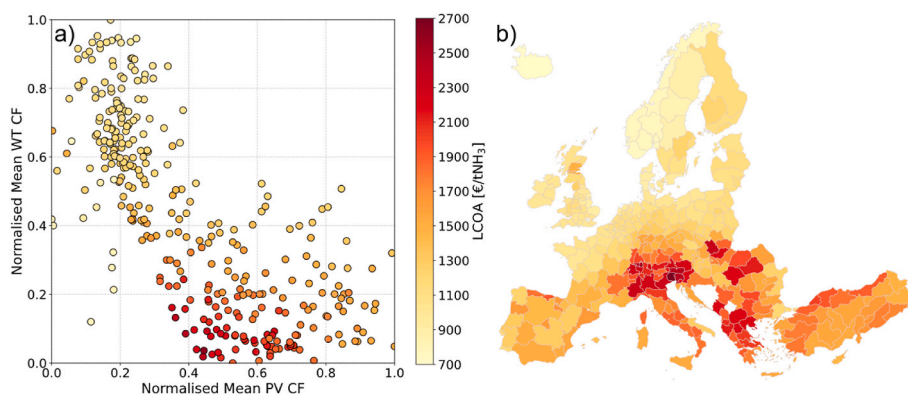 a)
1.0
0.8
0.6
0.4
0.2
0.0
Normalised Mean WT CF
0.0 0.2 0.4 0.6 0.8 1.0
Normalised Mean PV CF
2700
2500
2300
2100
1900
1700
1500
1300
1100
900
700
LCOA [€/tNH₃]
b)